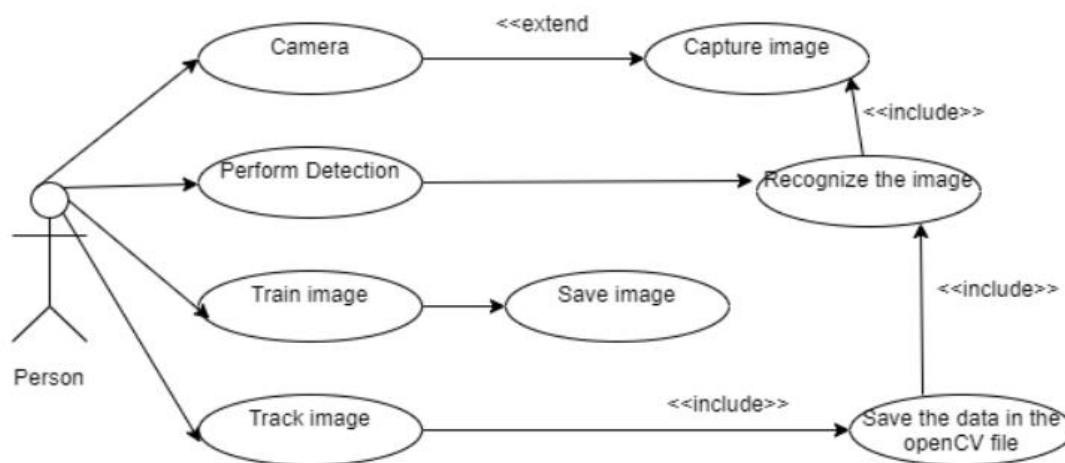 <<extend
Camera
Capture image
<<include>>
Perform Detection
Recognize the image
Train image
Save image
<<include>>
Person
Track image
<<include>>
Save the data in the
openCV file